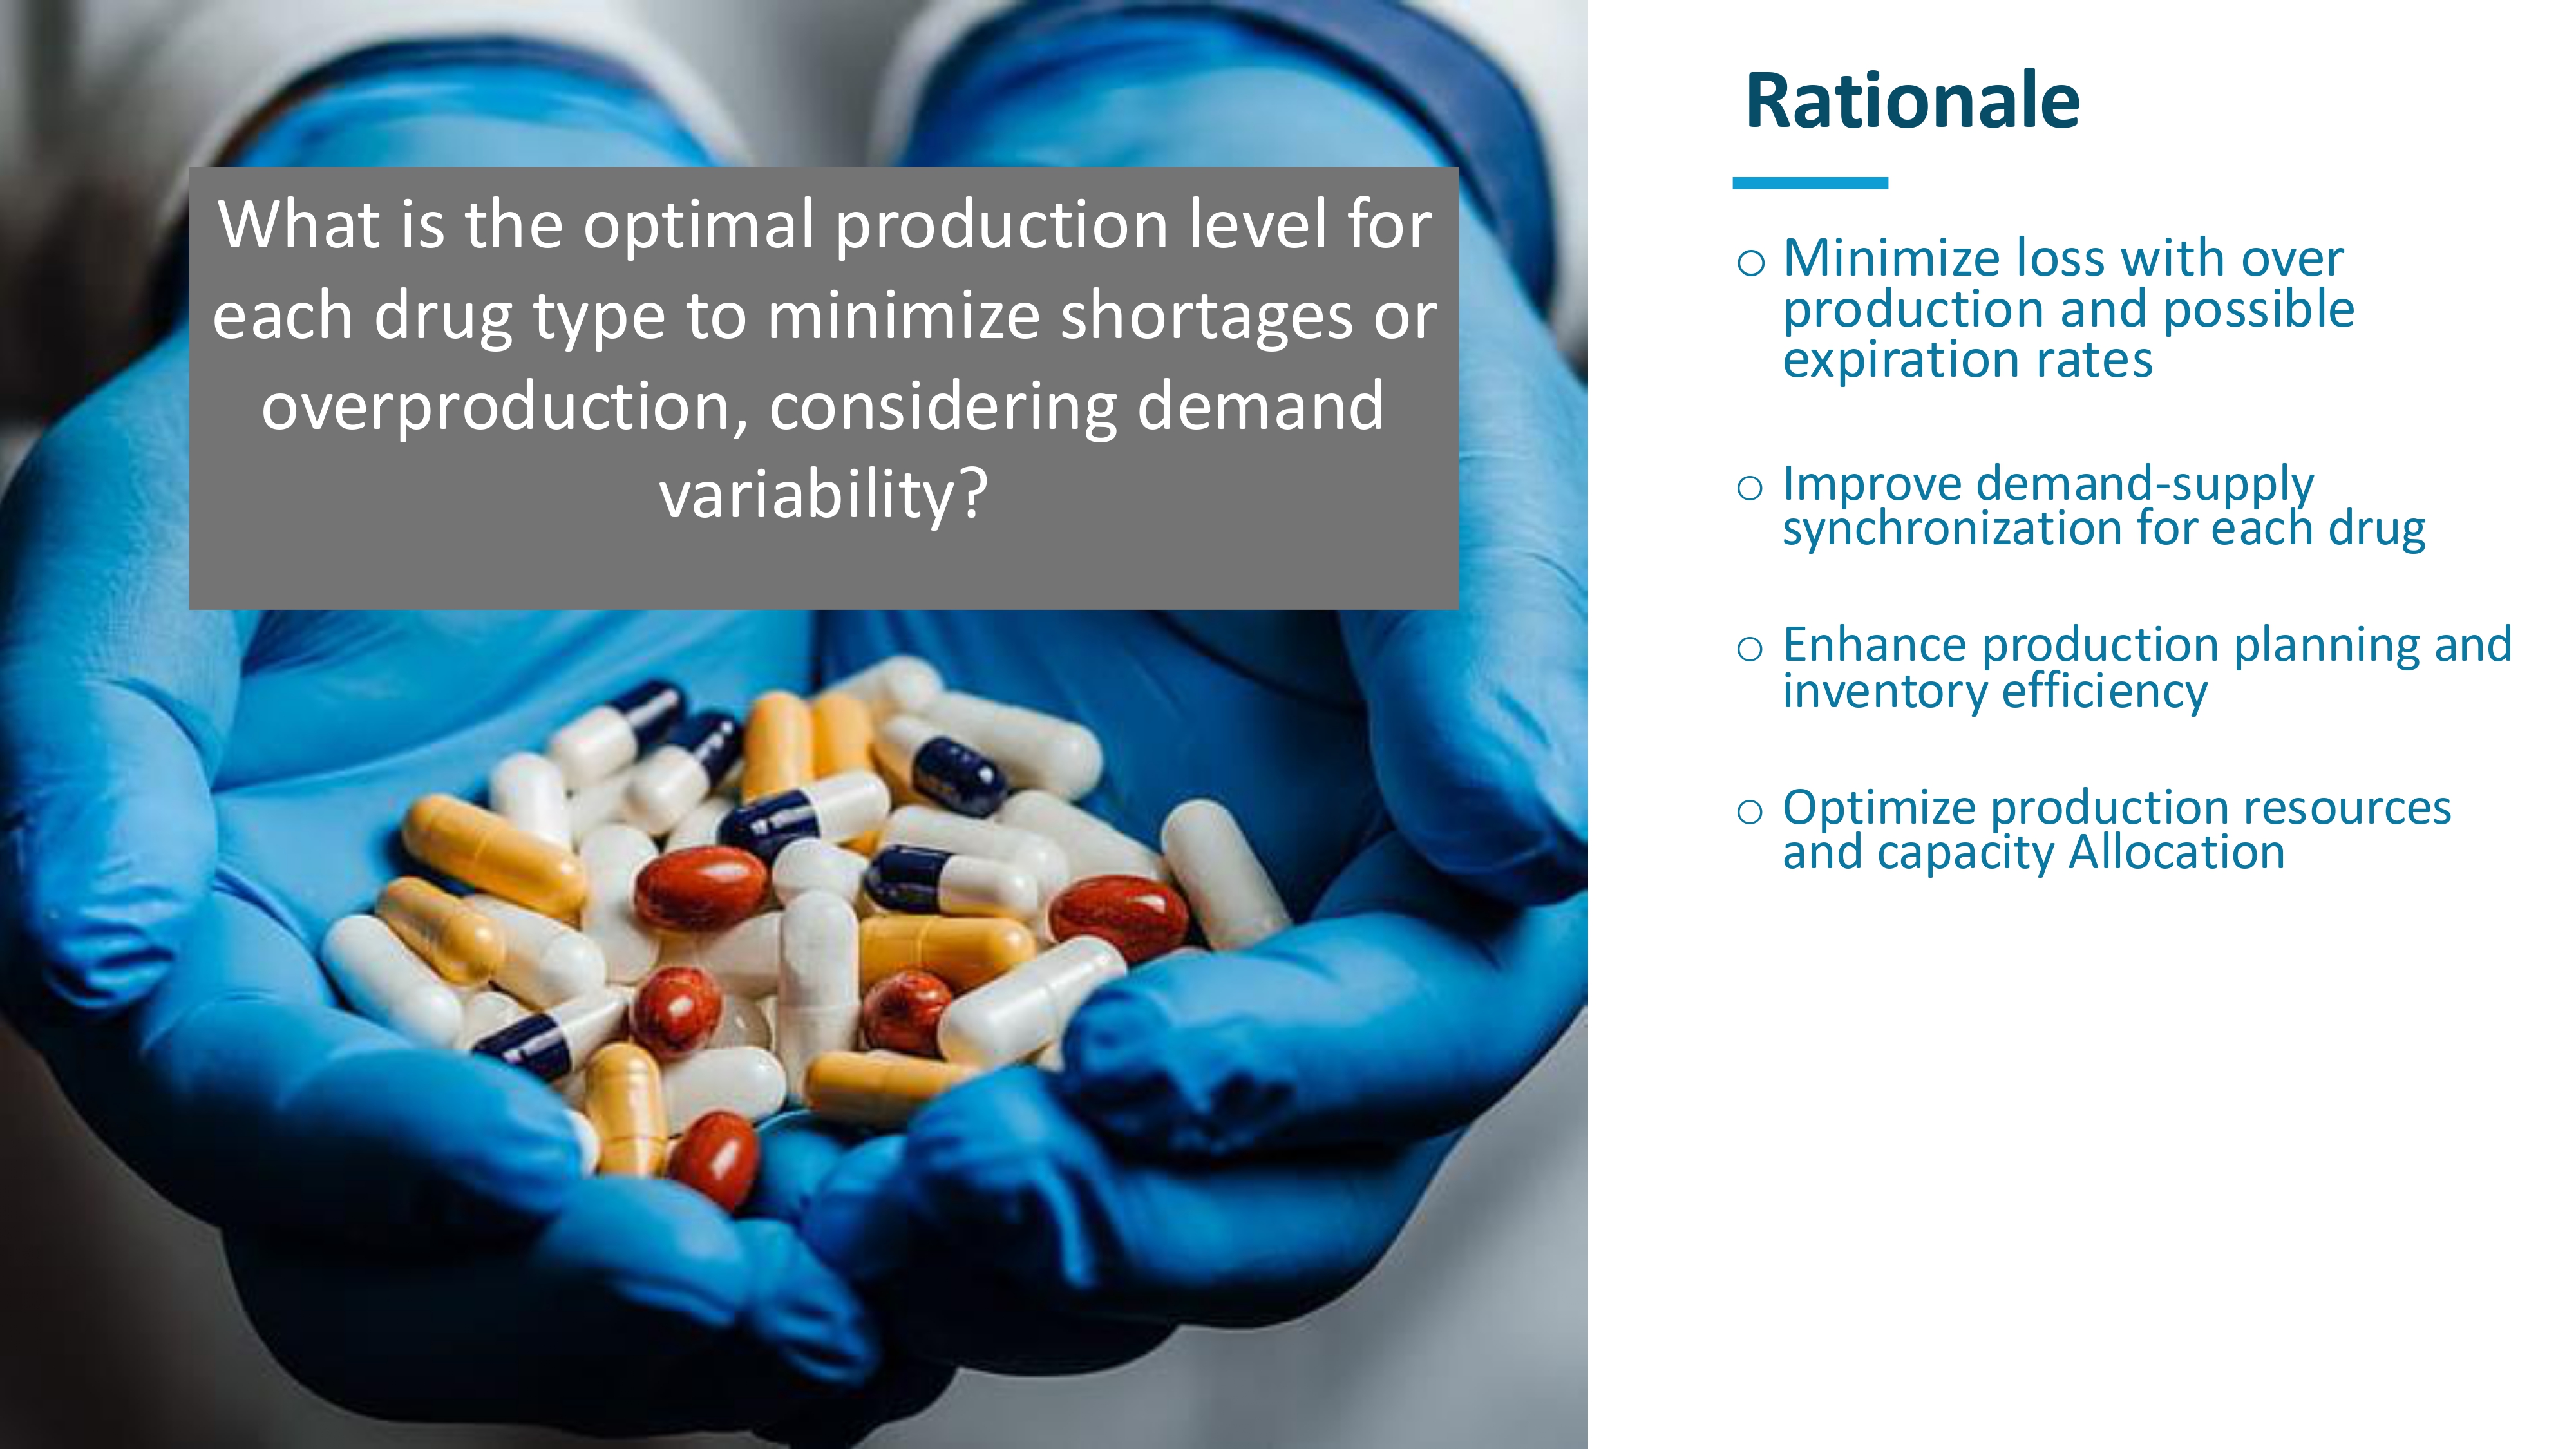 What is the optimal production level for
each drug type to minimize shortages or
overproduction, considering demand
variability?
Rationale
○ Minimize loss with over
production and possible
expiration rates
○ Improve demand-supply
synchronization for each drug
○ Enhance production planning and
inventory efficiency
○ Optimize production resources
and capacity Allocation